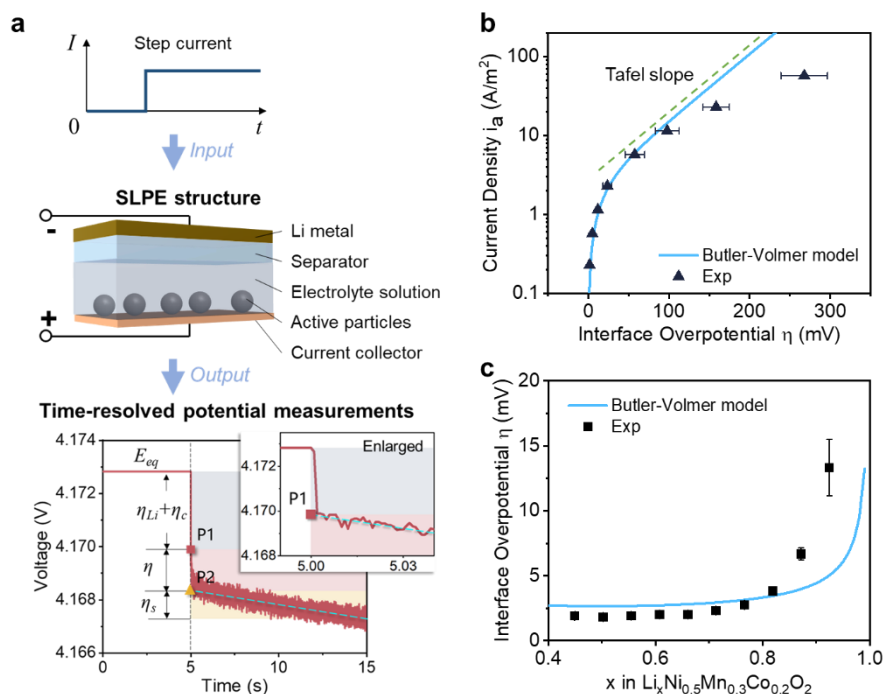 a
I
Step current
0
t
Input
SLPE structure
-
Li metal
Separator
Electrolyte solution
Active particles
+
Current collector
Output
Time-resolved potential measurements
4.174
4.172
4.170
4.168
4.166
Voltage (V)
E_eq
η_Li+η_c
P1
η
P2
η_s
0
5
10
15
Time (s)
Enlarged
4.172
P1
4.170
4.168
5.00
5.03
b
100
10
1
0.1
Current Density i_a (A/m²)
Tafel slope
Butler-Volmer model
Exp
0
100
200
300
Interface Overpotential η (mV)
c
20
15
10
5
0
Interface Overpotential η (mV)
Butler-Volmer model
Exp
0.4
0.6
0.8
1.0
x in Li_xNi_0.5Mn_0.3Co_0.2O_2